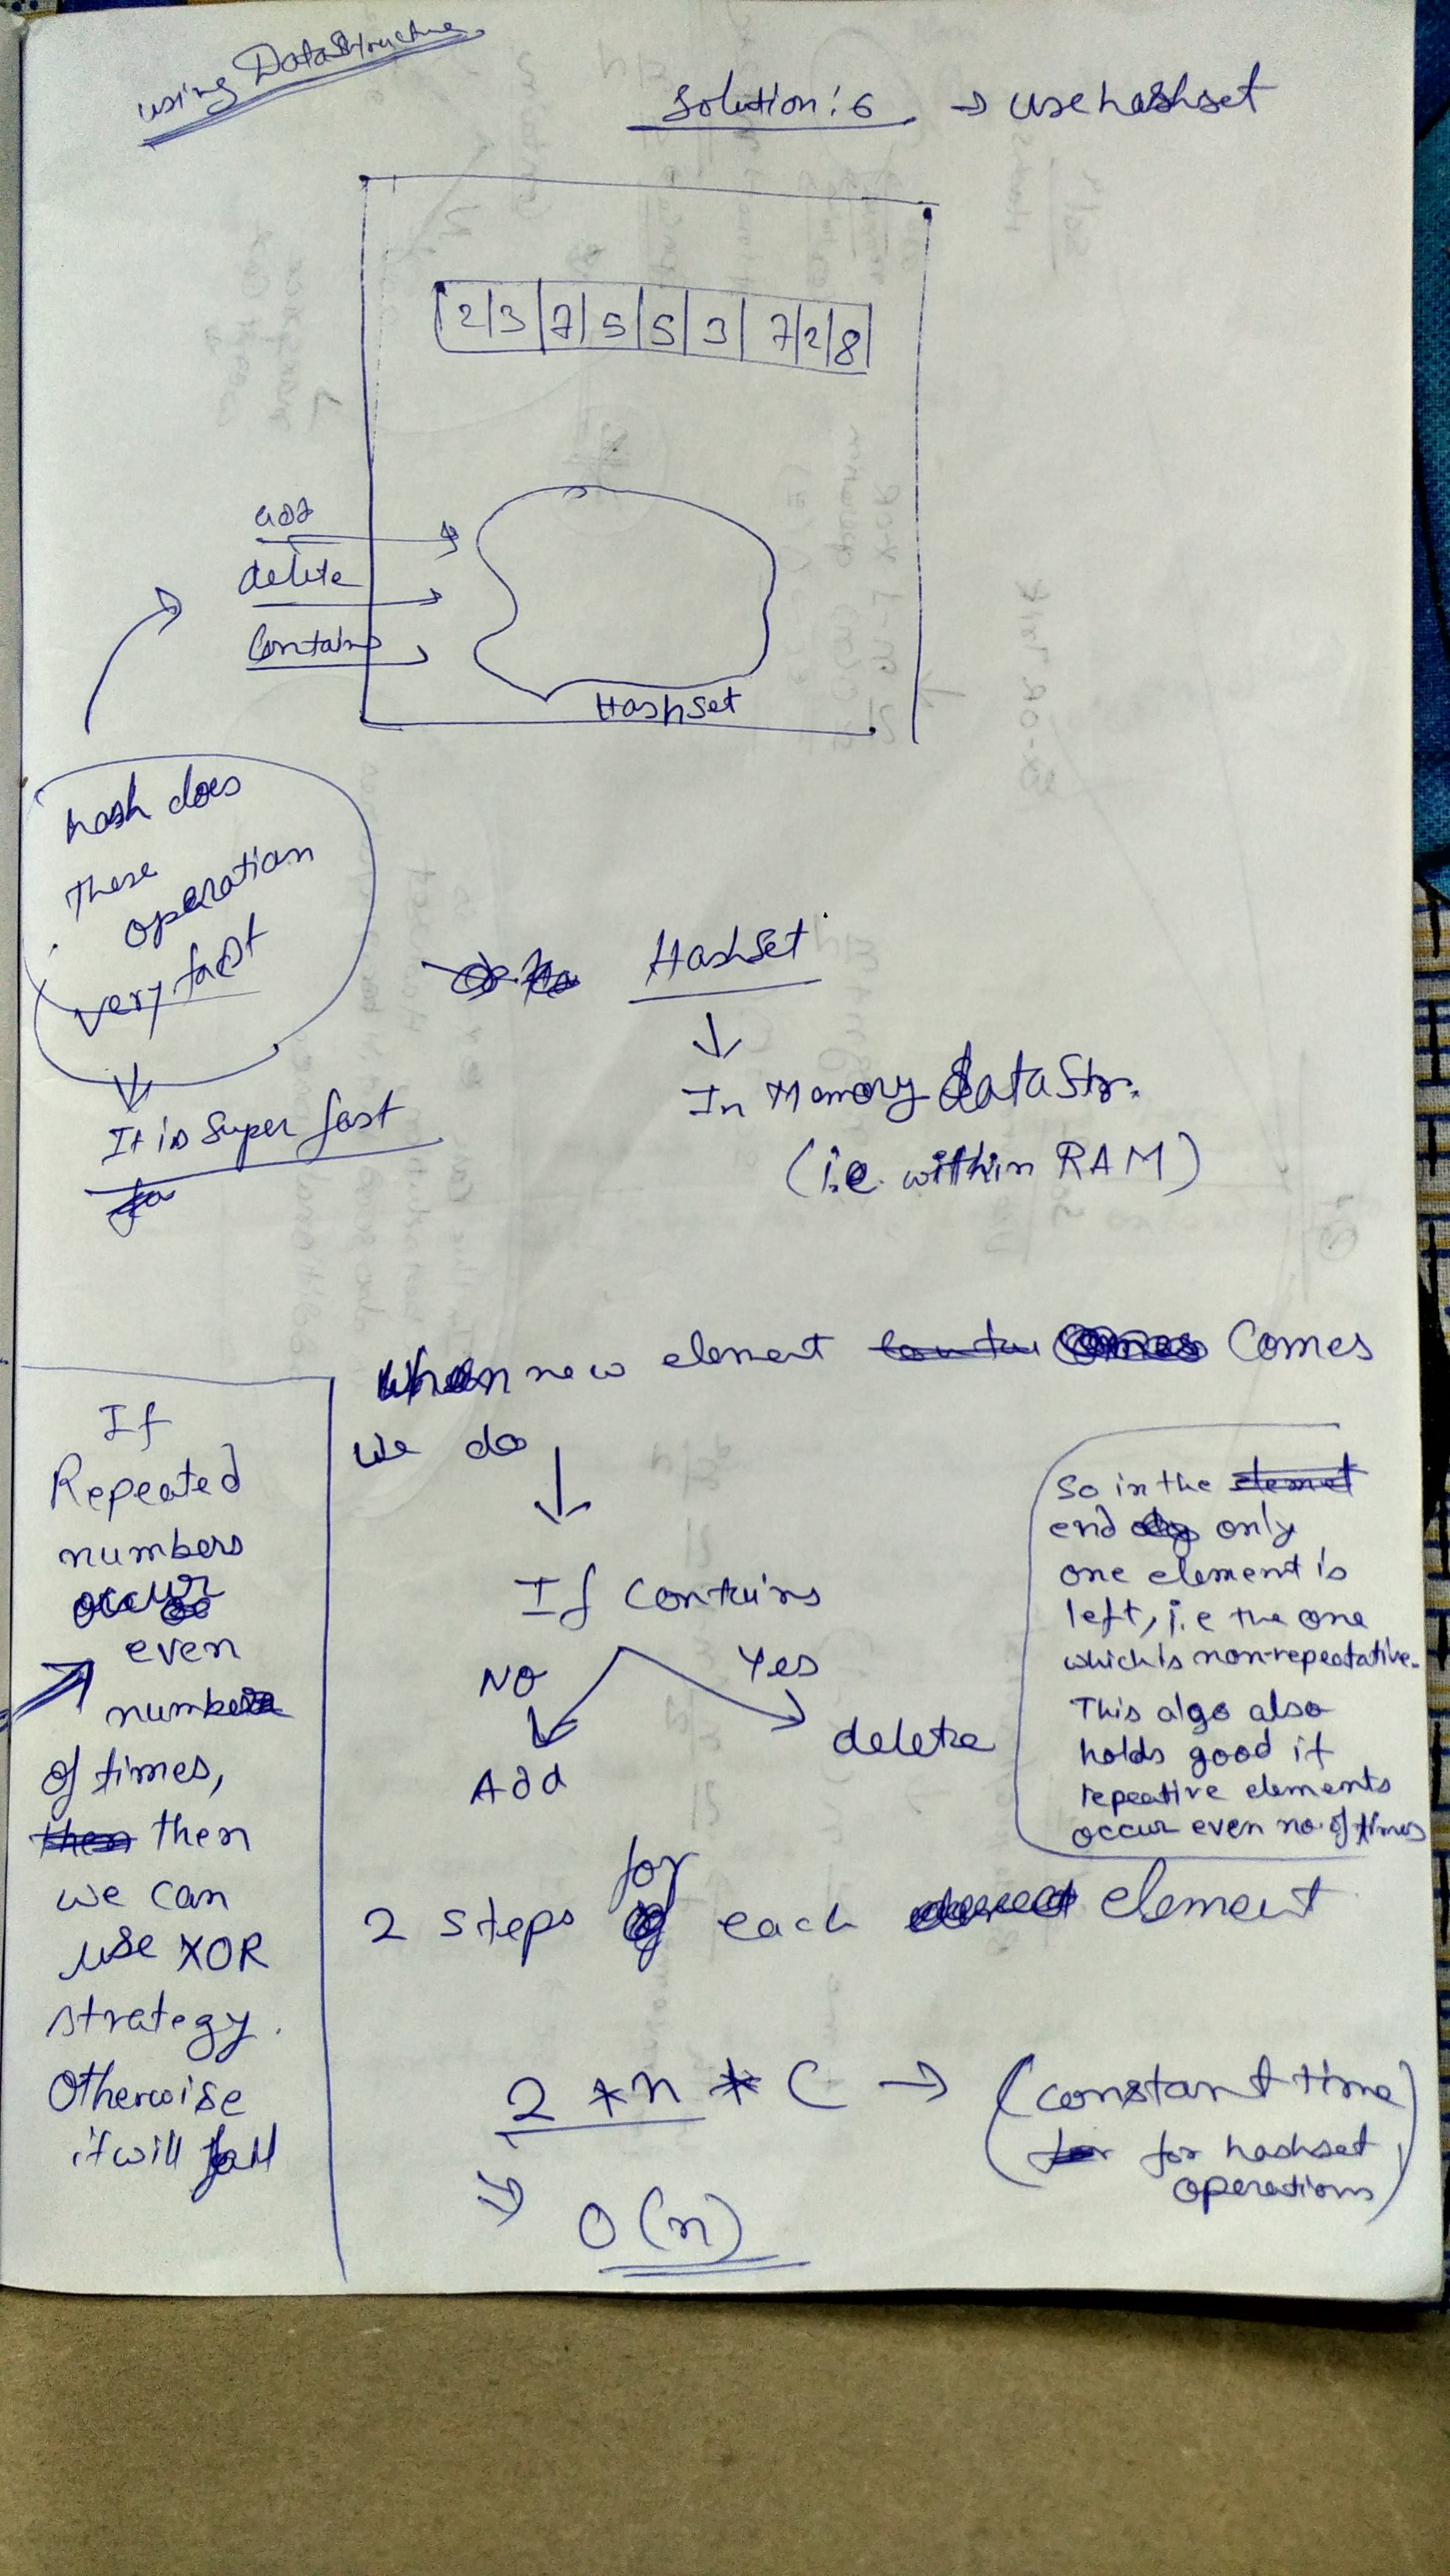 using DataStructure
Solution: 6 → use hashset
2 3 7 5 5 3 7 2 8
add
delete
Contains
HashSet
hash does
These
operation
very fast
It is Super fast
for
HashSet
In Memory data Str.
(i.e. within RAM)
When new element Comes
we do
If Contains
NO
Yes
Add
delete
So in the element
end only
one element is
left, i.e the one
which is non-repeatative.
This algo also
holds good if
repeative elements
occur even no. of times
2 steps for each element
2 * n * C → (constant time
for for hashset
operations)
⇒ O(n)
If
Repeated
numbers
occur
even
number
of times,
then then
we can
use XOR
strategy.
Otherwise
it will fail